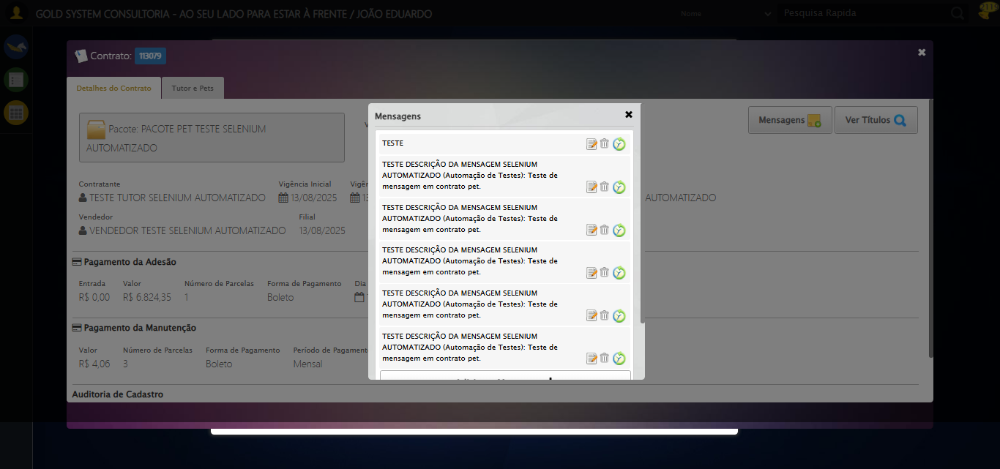 GOLD SYSTEM CONSULTORIA - AO SEU LADO PARA ESTAR À FRENTE / JOÃO EDUARDO
Nome
Pesquisa Rapida
Contrato: 113079
Detalhes do Contrato
Tutor e Pets
Pacote: PACOTE PET TESTE SELENIUM
AUTOMATIZADO
Mensagens
Ver Títulos
Contratante
Vigência Inicial
TESTE TUTOR SELENIUM AUTOMATIZADO
13/08/2025
AUTOMATIZADO
Vendedor
Filial
VENDEDOR TESTE SELENIUM AUTOMATIZADO
13/08/2025
Pagamento da Adesão
Entrada
Valor
Número de Parcelas
Forma de Pagamento
Dia
R$ 0,00
R$ 6.824,35
1
Boleto
Pagamento da Manutenção
Valor
Número de Parcelas
Forma de Pagamento
Período de Pagamento
R$ 4,06
3
Boleto
Mensal
Auditoria de Cadastro
Mensagens
TESTE
TESTE DESCRIÇÃO DA MENSAGEM SELENIUM
AUTOMATIZADO (Automação de Testes): Teste de
mensagem em contrato pet.
TESTE DESCRIÇÃO DA MENSAGEM SELENIUM
AUTOMATIZADO (Automação de Testes): Teste de
mensagem em contrato pet.
TESTE DESCRIÇÃO DA MENSAGEM SELENIUM
AUTOMATIZADO (Automação de Testes): Teste de
mensagem em contrato pet.
TESTE DESCRIÇÃO DA MENSAGEM SELENIUM
AUTOMATIZADO (Automação de Testes): Teste de
mensagem em contrato pet.
TESTE DESCRIÇÃO DA MENSAGEM SELENIUM
AUTOMATIZADO (Automação de Testes): Teste de
mensagem em contrato pet.